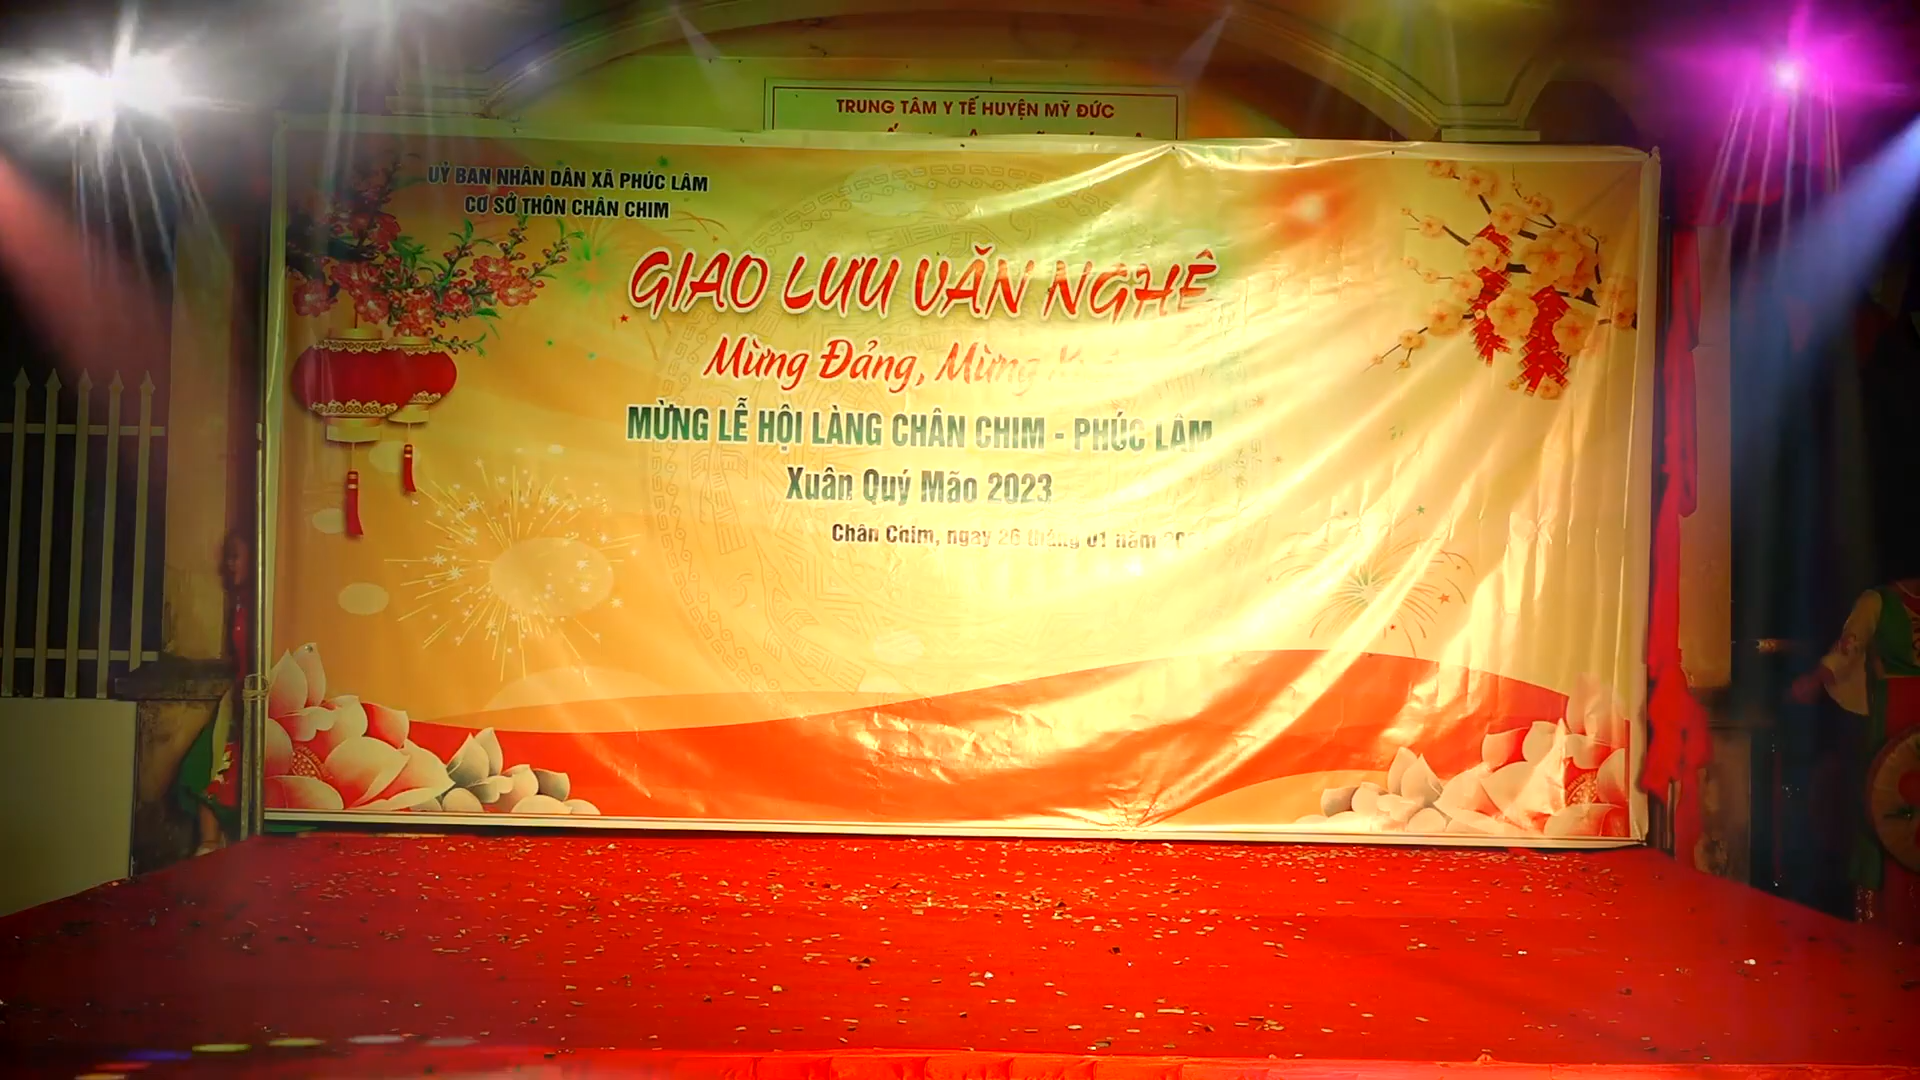 TRUNG TÂM Y TẾ HUYỆN MỸ ĐỨC
UỶ BAN NHÂN DÂN XÃ PHÚC LÂM
CƠ SỞ THÔN CHÂN CHIM
GIAO LƯU VĂN NGHỆ
Mừng Đảng, Mừng
MỪNG LỄ HỘI LÀNG CHÂN CHIM - PHÚC LÂM
Xuân Quý Mão 2023
Chân Chim, ngày 26 tháng 01 năm